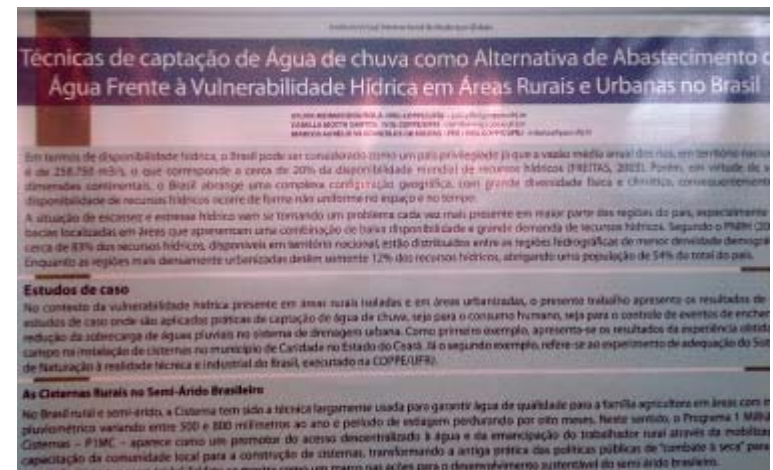 Técnicas de captação de Água de chuva como Alternativa de Abastecimento
Água Frente à Vulnerabilidade Hídrica em Áreas Rurais e Urbanas no Brasil
Em termos de disponibilidade hídrica, o Brasil pode ser considerado como um país privilegiado já que a vazão média anual dos rios, em território
é de m3/s, o que corresponde a cerca de 20% da disponibilidade mundial de recursos hídricos (FREITAS, Porém, em virtude de
dimensões continentais, o Brasil abrange uma complexa configuração geográfica, com grande diversidade física e climática, consequentemente
disponibilidade de recursos hídricos ocorre de forma não uniforme no espaço e no tempo.
A situação de escassez e estresse hídrico vem se tornando um problema cada vez mais presente em maior parte das regiões do país, especialmente
bacias localizadas em áreas que apresentam uma combinação de baixa disponibilidade e grande demanda de recursos hídricos. Segundo o PNRH
cerca de 83% dos recursos hídricos, disponíveis em território nacional, estão distribuídos entre as regiões hidrográficas de menor densidade
Enquanto as regiões mais densamente urbanizadas detém somente 12% dos recursos hídricos, abrigando uma população de 54% do total do país.
Estudos de caso
No contexto da vulnerabilidade hídrica presente em áreas rurais isoladas e em áreas urbanizadas, o presente trabalho apresenta os resultados de
estudos de caso onde são aplicadas práticas de captação de água de chuva, seja para o consumo humano, seja para o controle de eventos de
redução da sobrecarga de águas pluviais no sistema de drenagem urbana. Como primeiro exemplo, apresenta-se os resultados da experiência
campo na instalação de cisternas no município de Caridade no Estado do Ceará. Já o segundo exemplo, refere-se ao experimento de adequação do
de Naturação à realidade técnica e industrial do Brasil, executado na COPPE/UFRJ.
As Cisternas Rurais no Semi-Árido Brasileiro
No Brasil rural e semi-árido, a Cisterna tem sido a técnica largamente usada para garantir água de qualidade para a família agricultora em áreas com
pluviométrico variando entre 500 e 800 milímetros ao ano e período de estiagem perdurando por oito meses. Neste sentido, o Programa 1
Cisternas – P1MC – aparece como um promotor do acesso descentralizado à água e da emancipação do trabalhador rural através da
capacitação da comunidade local para a construção de cisternas, transformando a antiga prática das políticas públicas de "combate à seca" para
como um marco nas ações para o desenvolvimento sustentável do semi árido brasileiro.